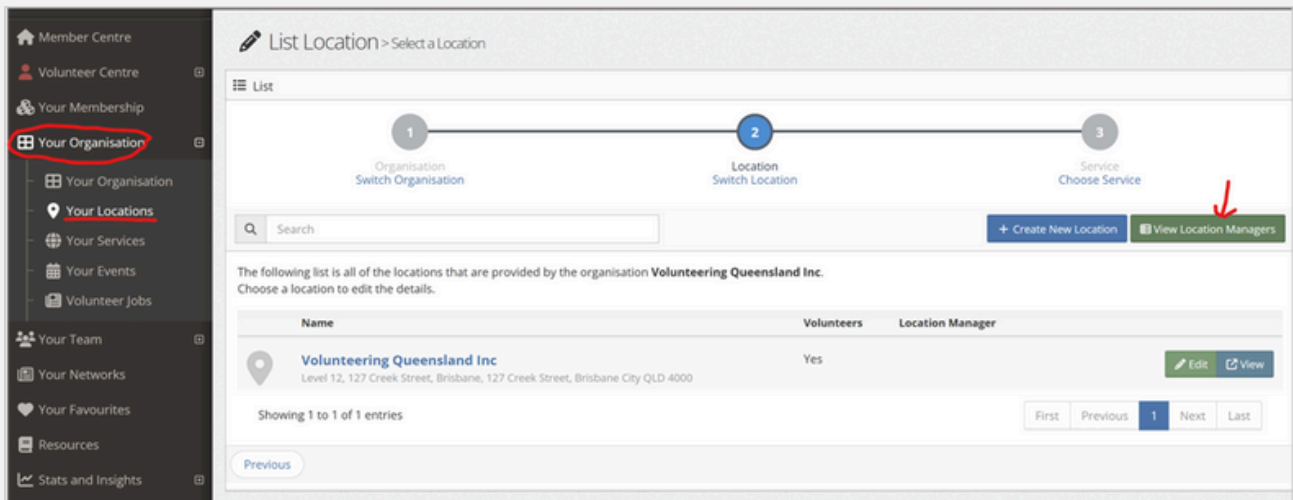 Member Centre
Volunteer Centre
Your Membership
Your Organisation
Your Organisation
Your Locations
Your Services
Your Events
Volunteer Jobs
Your Team
Your Networks
Your Favourites
Resources
Stats and Insights
List Location > Select a Location
List
1 2 3
Organisation Location Service
Switch Organisation Switch Location Choose Service
Search + Create New Location View Location Managers
The following list is all of the locations that are provided by the organisation Volunteering Queensland Inc.
Choose a location to edit the details.
Name Volunteers Location Manager
Volunteering Queensland Inc Yes Edit View
Level 12, 127 Creek Street, Brisbane, 127 Creek Street, Brisbane City QLD 4000
Showing 1 to 1 of 1 entries First Previous 1 Next Last
Previous